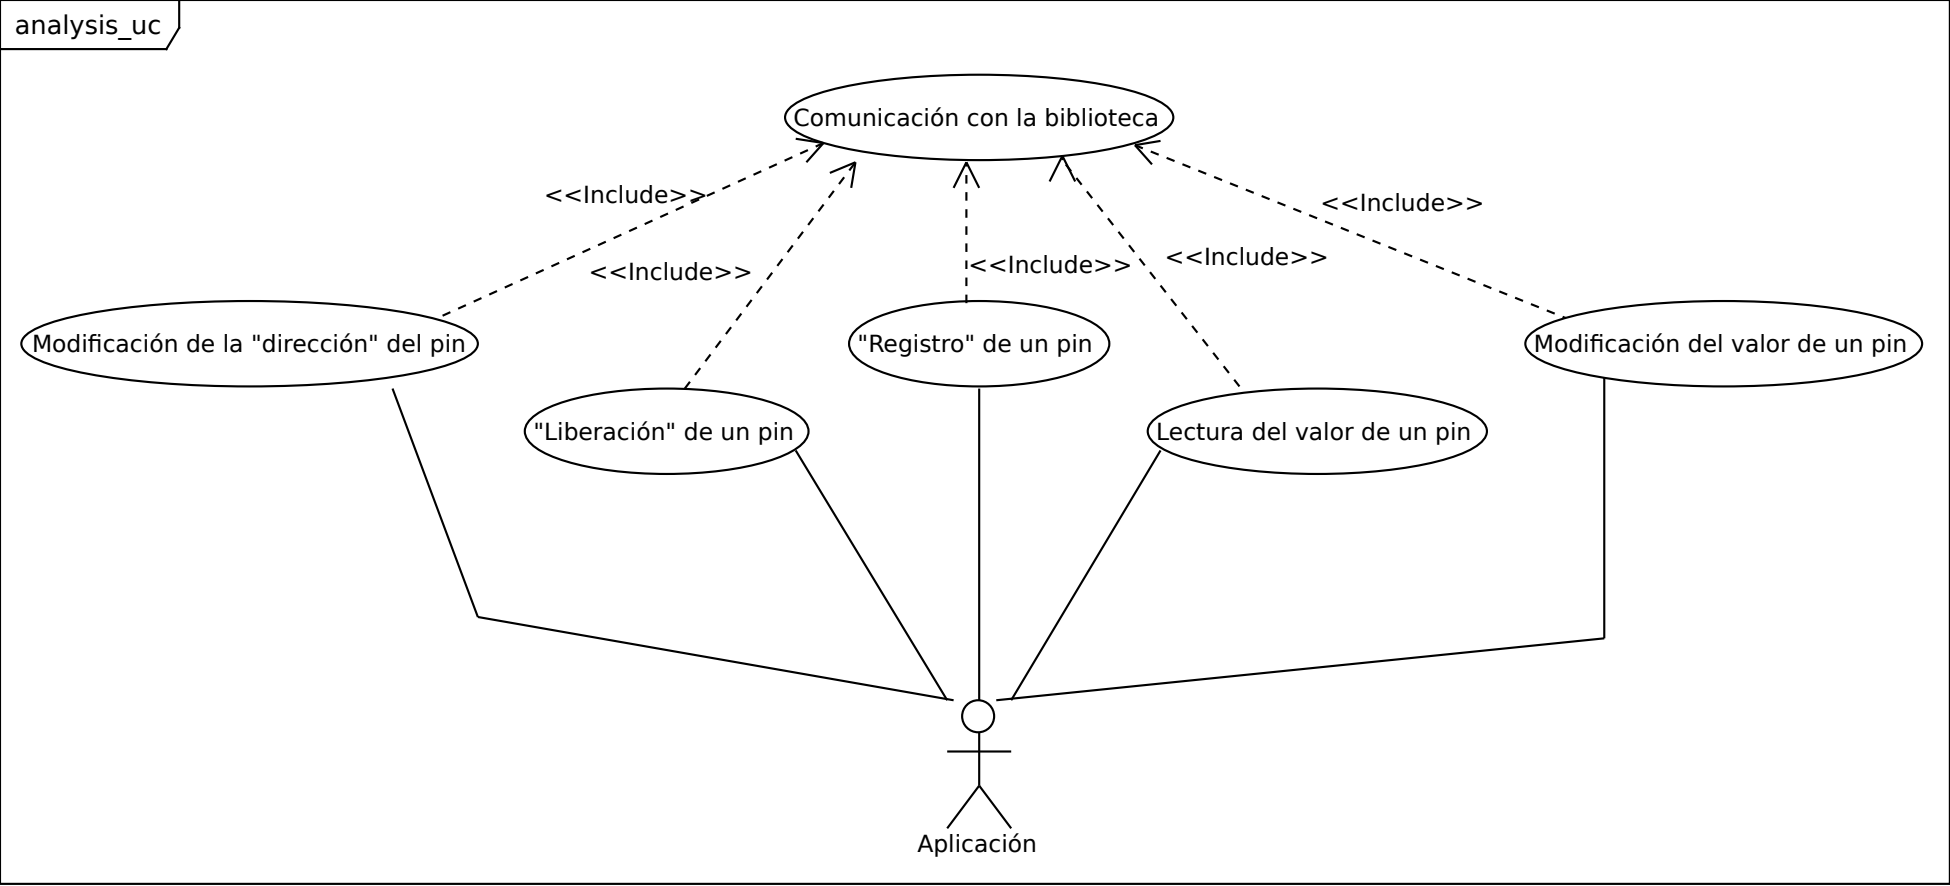 analysis_uc
Comunicación con la biblioteca
<<Include>>
<<Include>>
<<Include>>
<<Include>>
<<Include>>
Modificación de la "dirección" del pin
"Registro" de un pin
Modificación del valor de un pin
"Liberación" de un pin
Lectura del valor de un pin
Aplicación